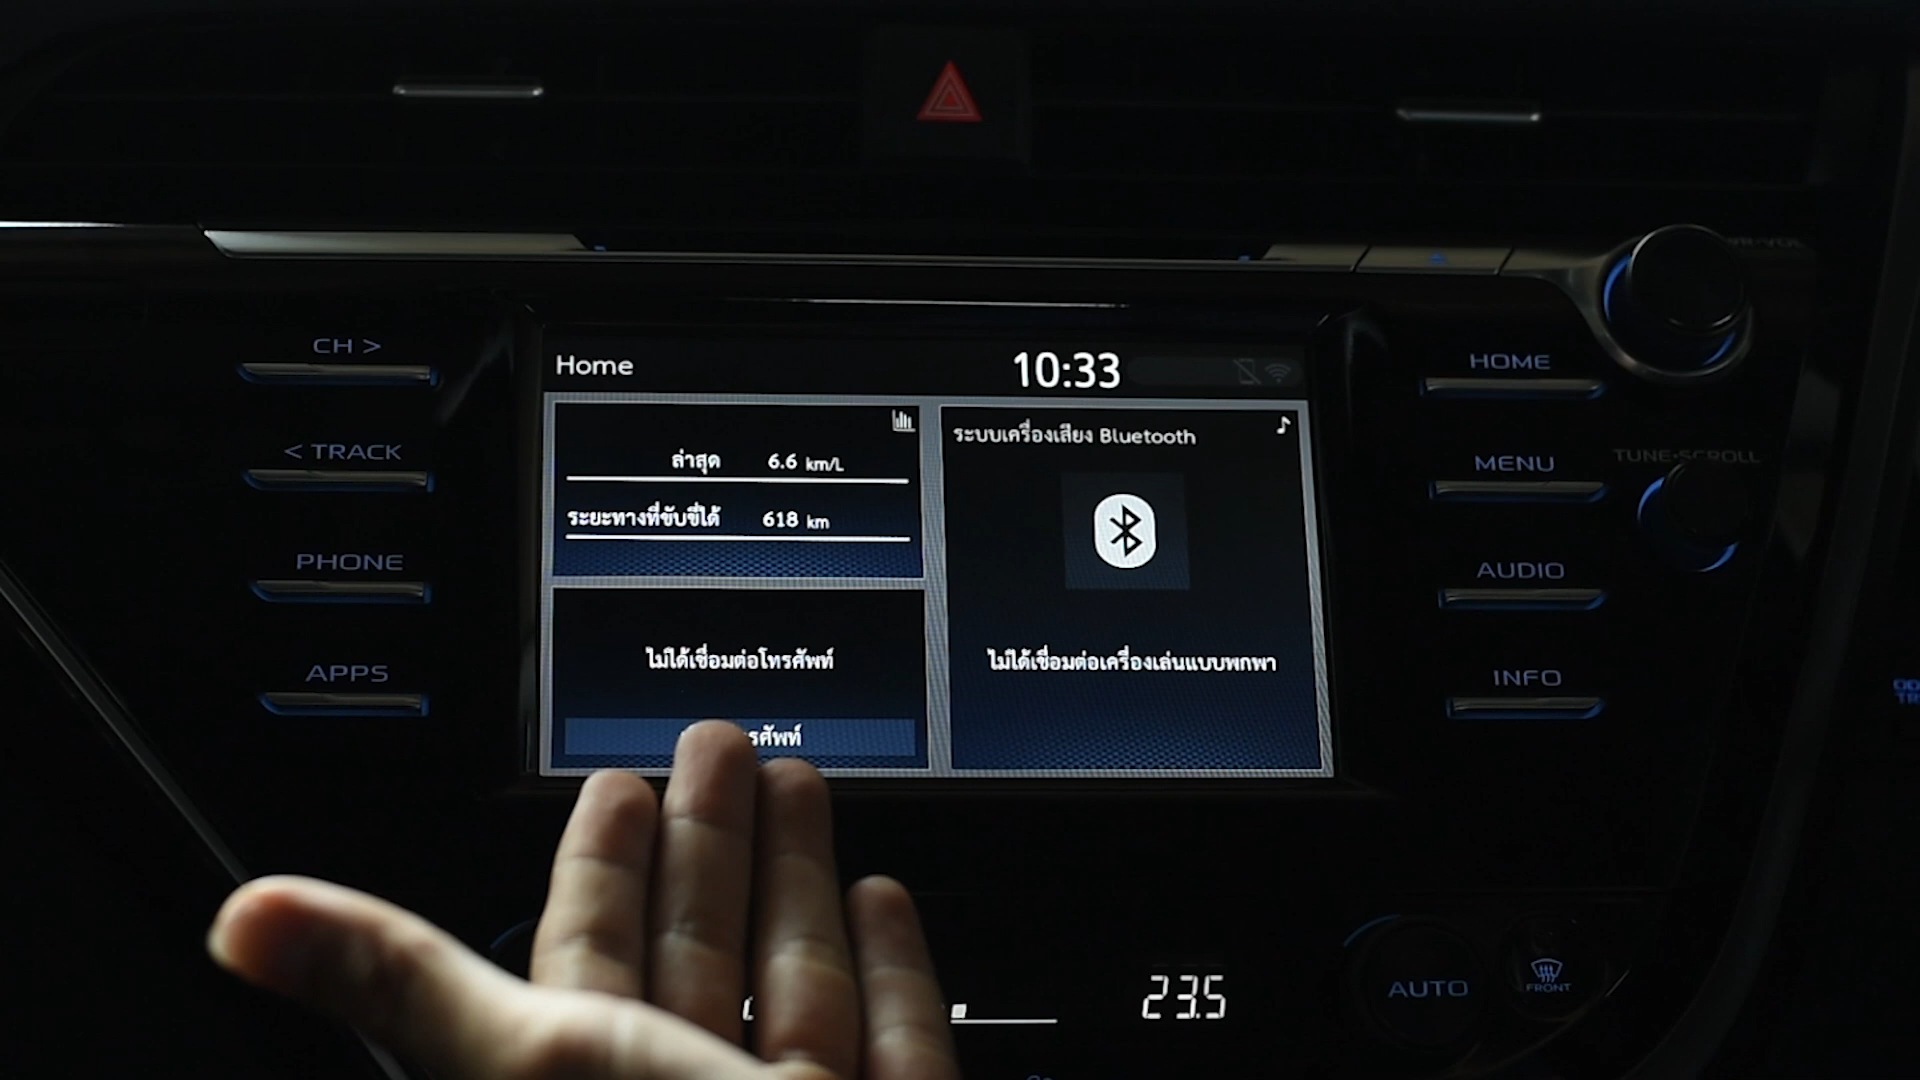 CH >
< TRACK
PHONE
APPS
Home
10:33
ล่าสุด 6.6 km/L
ระยะทางที่ขับขี่ได้ 618 km
ไม่ได้เชื่อมต่อโทรศัพท์
ระบบเครื่องเสียง Bluetooth
ไม่ได้เชื่อมต่อเครื่องเล่นแบบพกพา
HOME
MENU
AUDIO
INFO
TUNE•SCROLL
23.5
AUTO
FRONT